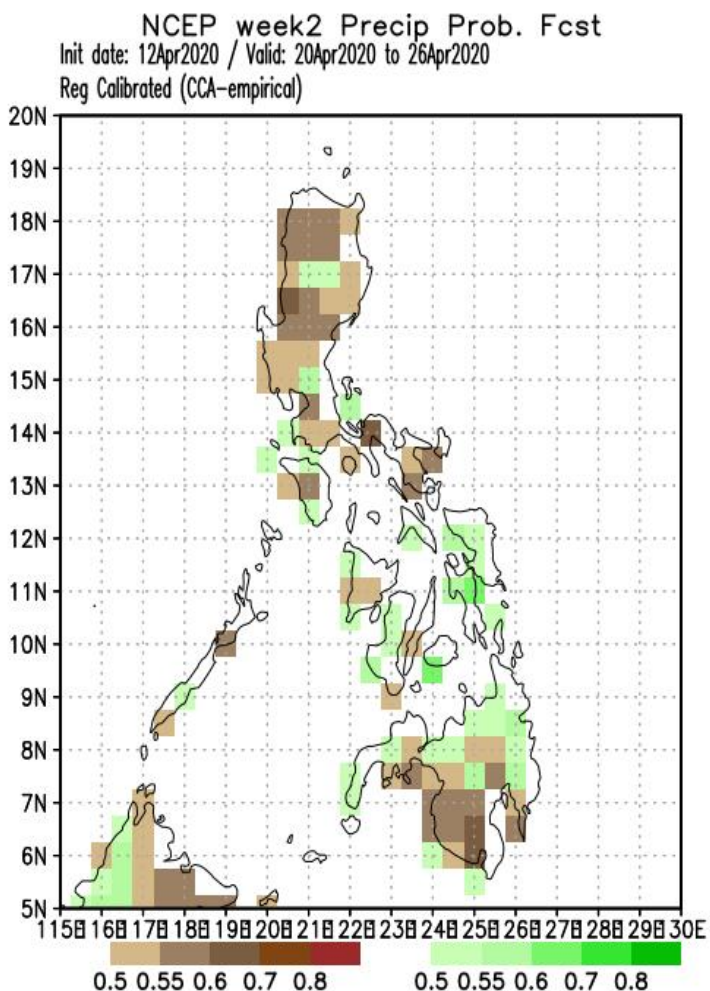 NCEP week2 Precip Prob. Fcst
Init date: 12Apr2020 / Valid: 20Apr2020 to 26Apr2020
Reg Calibrated (CCA-empirical)
20N
19N
18N
17N
16N
15N
14N
13N
12N
11N
10N
9N
8N
7N
6N
5N
115E 116E 117E 118E 119E 120E 121E 122E 123E 124E 125E 126E 127E 128E 129E 130E
0.5 0.55 0.6 0.7 0.8 0.5 0.55 0.6 0.7 0.8